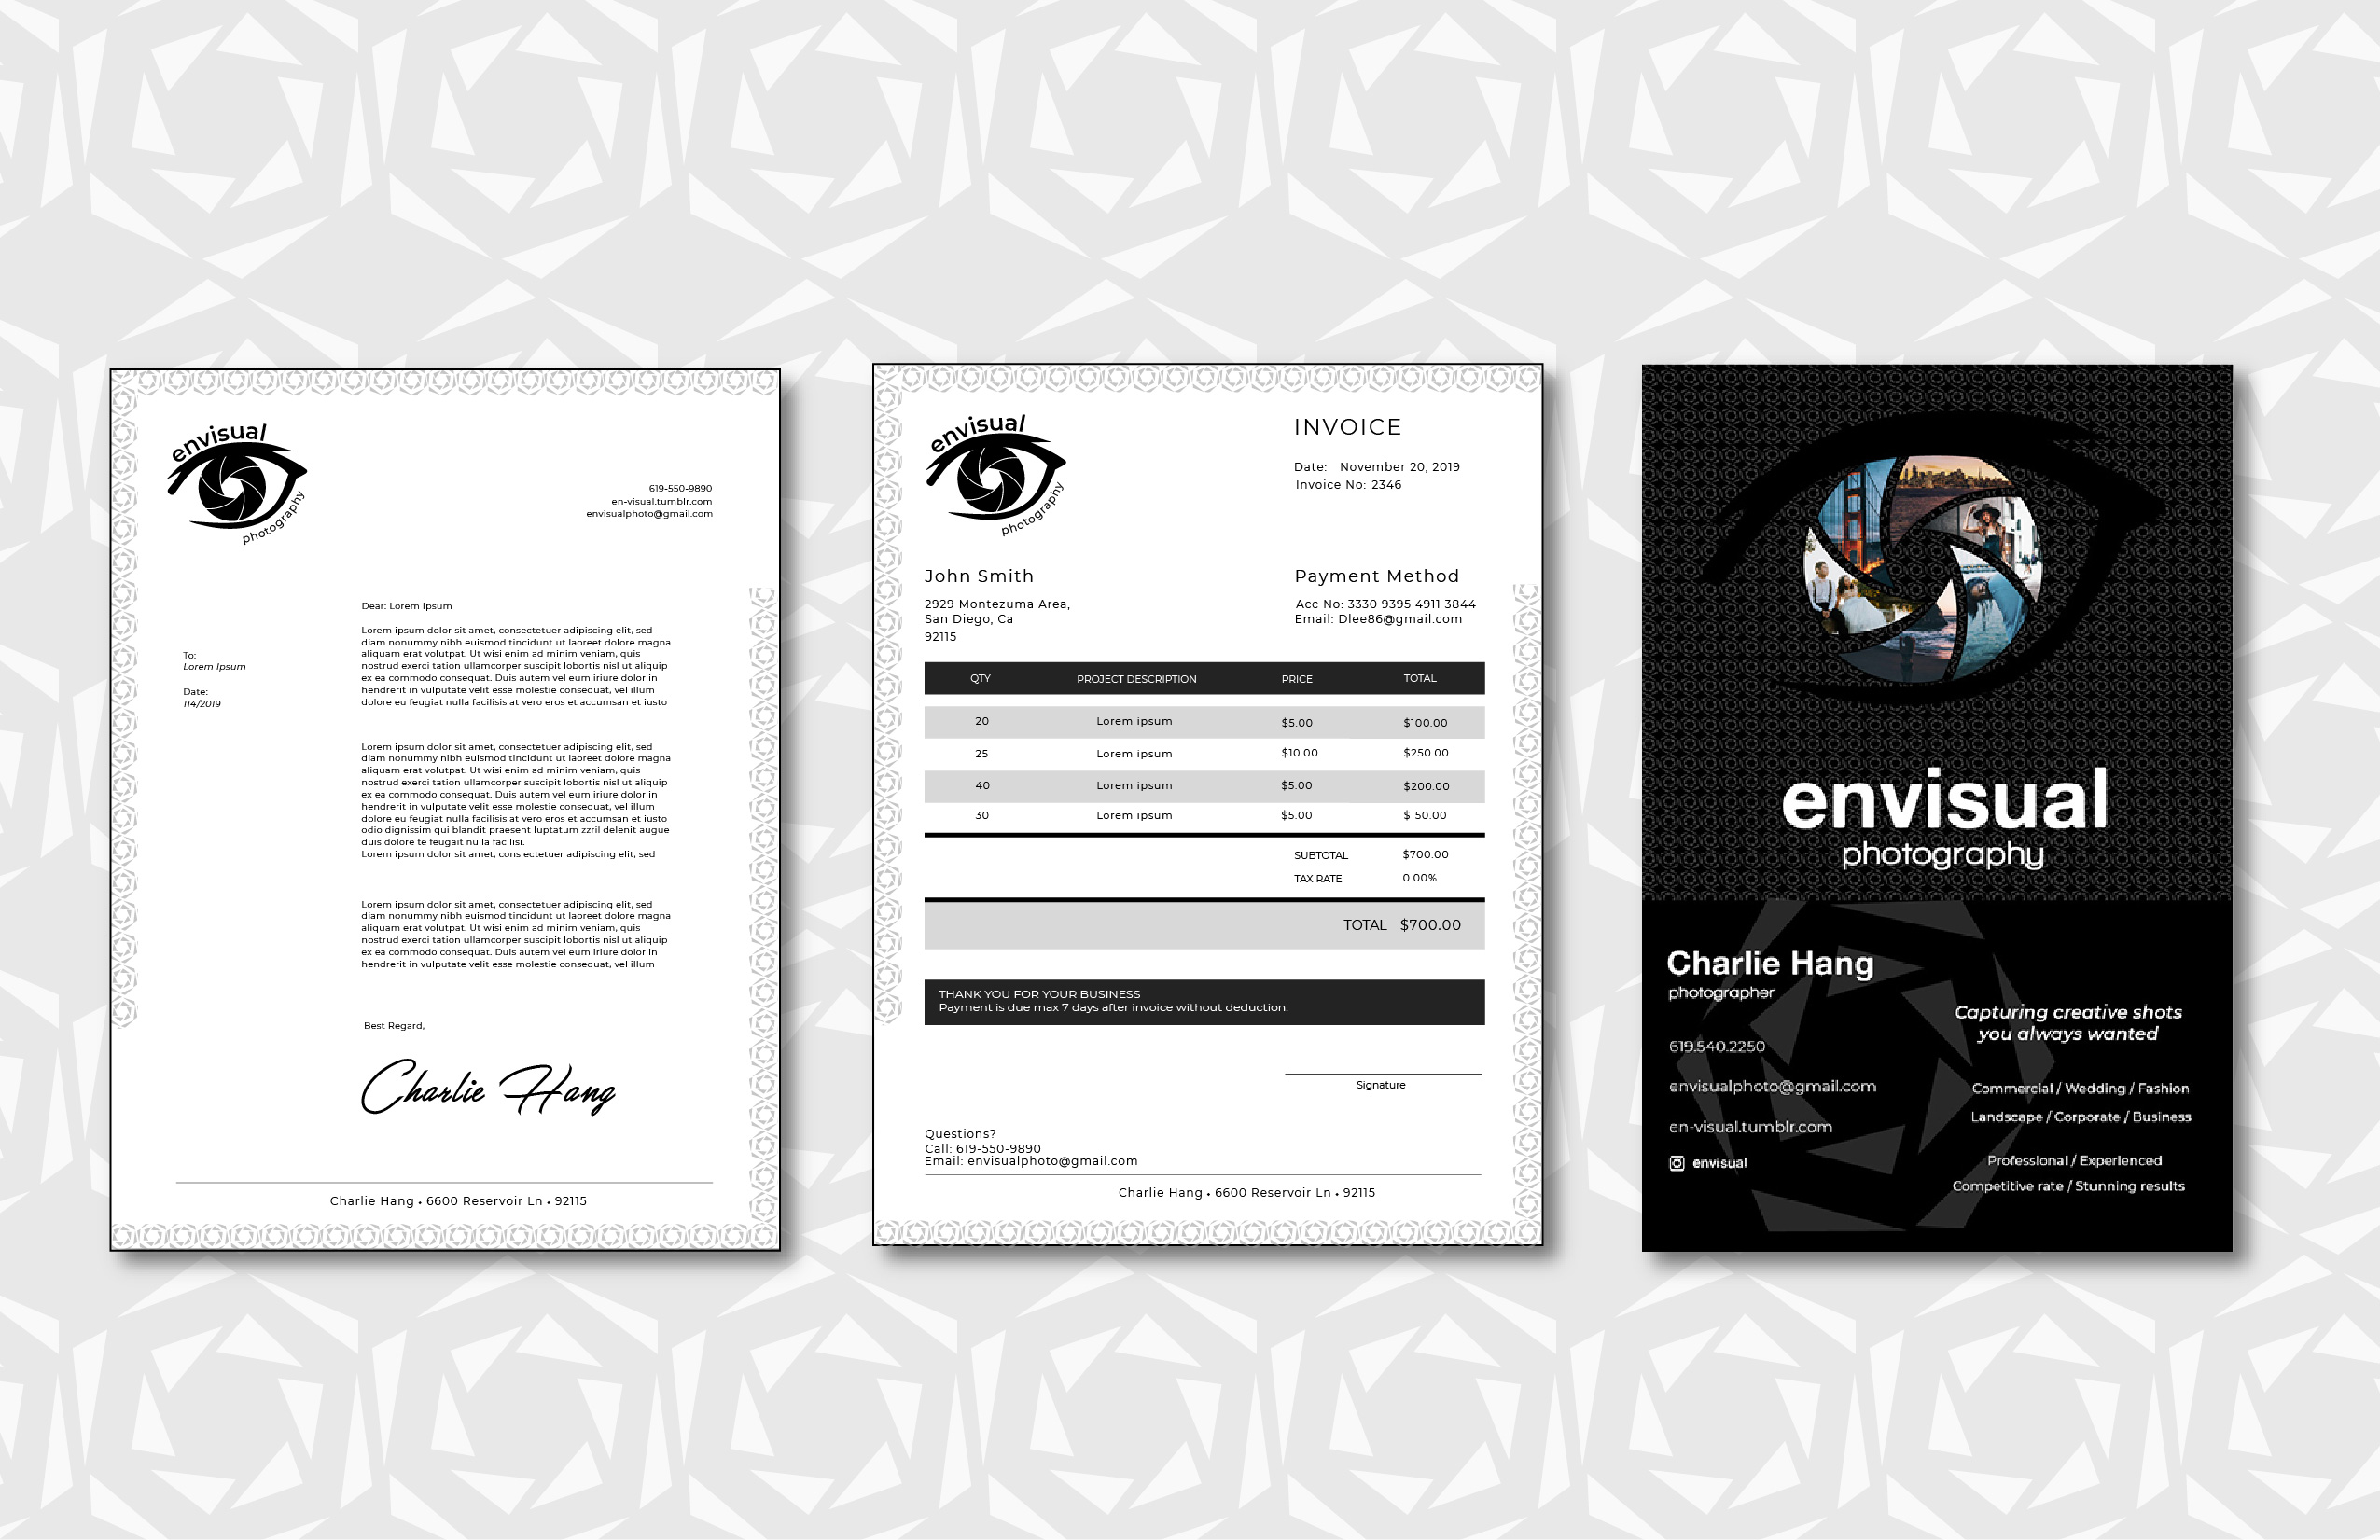 envisual
photography
619-550-9890
en-visual.tumblr.com
envisualphoto@gmail.com
Dear: Lorem Ipsum
Lorem ipsum dolor sit amet, consectetuer adipiscing elit, sed
diam nonummy nibh euismod tincidunt ut laoreet dolore magna
aliquam erat volutpat. Ut wisi enim ad minim veniam, quis
nostrud exerci tation ullamcorper suscipit lobortis nisl ut aliquip
ex ea commodo consequat. Duis autem vel eum iriure dolor in
hendrerit in vulputate velit esse molestie consequat, vel illum
dolore eu feugiat nulla facilisis at vero eros et accumsan et iusto
To:
Lorem Ipsum
Date:
114/2019
Lorem ipsum dolor sit amet, consectetuer adipiscing elit, sed
diam nonummy nibh euismod tincidunt ut laoreet dolore magna
aliquam erat volutpat. Ut wisi enim ad minim veniam, quis
nostrud exerci tation ullamcorper suscipit lobortis nisl ut aliquip
ex ea commodo consequat. Duis autem vel eum iriure dolor in
hendrerit in vulputate velit esse molestie consequat, vel illum
dolore eu feugiat nulla facilisis at vero eros et accumsan et iusto
odio dignissim qui blandit praesent luptatum zzril delenit augue
duis dolore te feugait nulla facilisi.
Lorem ipsum dolor sit amet, cons ectetuer adipiscing elit, sed
Lorem ipsum dolor sit amet, consectetuer adipiscing elit, sed
diam nonummy nibh euismod tincidunt ut laoreet dolore magna
aliquam erat volutpat. Ut wisi enim ad minim veniam, quis
nostrud exerci tation ullamcorper suscipit lobortis nisl ut aliquip
ex ea commodo consequat. Duis autem vel eum iriure dolor in
hendrerit in vulputate velit esse molestie consequat, vel illum
Best Regard,
Charlie Hang
Charlie Hang • 6600 Reservoir Ln • 92115
envisual
photography
INVOICE
Date: November 20, 2019
Invoice No: 2346
John Smith
2929 Montezuma Area,
San Diego, Ca
92115
Payment Method
Acc No: 3330 9395 4911 3844
Email: Dlee86@gmail.com
QTY PROJECT DESCRIPTION PRICE TOTAL
20 Lorem ipsum $5.00 $100.00
25 Lorem ipsum $10.00 $250.00
40 Lorem ipsum $5.00 $200.00
30 Lorem ipsum $5.00 $150.00
SUBTOTAL $700.00
TAX RATE 0.00%
TOTAL $700.00
THANK YOU FOR YOUR BUSINESS
Payment is due max 7 days after invoice without deduction.
Signature
Questions?
Call: 619-550-9890
Email: envisualphoto@gmail.com
Charlie Hang • 6600 Reservoir Ln • 92115
envisual
photography
Charlie Hang
photographer
619.540.2250
envisualphoto@gmail.com
en-visual.tumblr.com
envisual
Capturing creative shots
you always wanted
Commercial / Wedding / Fashion
Landscape / Corporate / Business
Professional / Experienced
Competitive rate / Stunning results